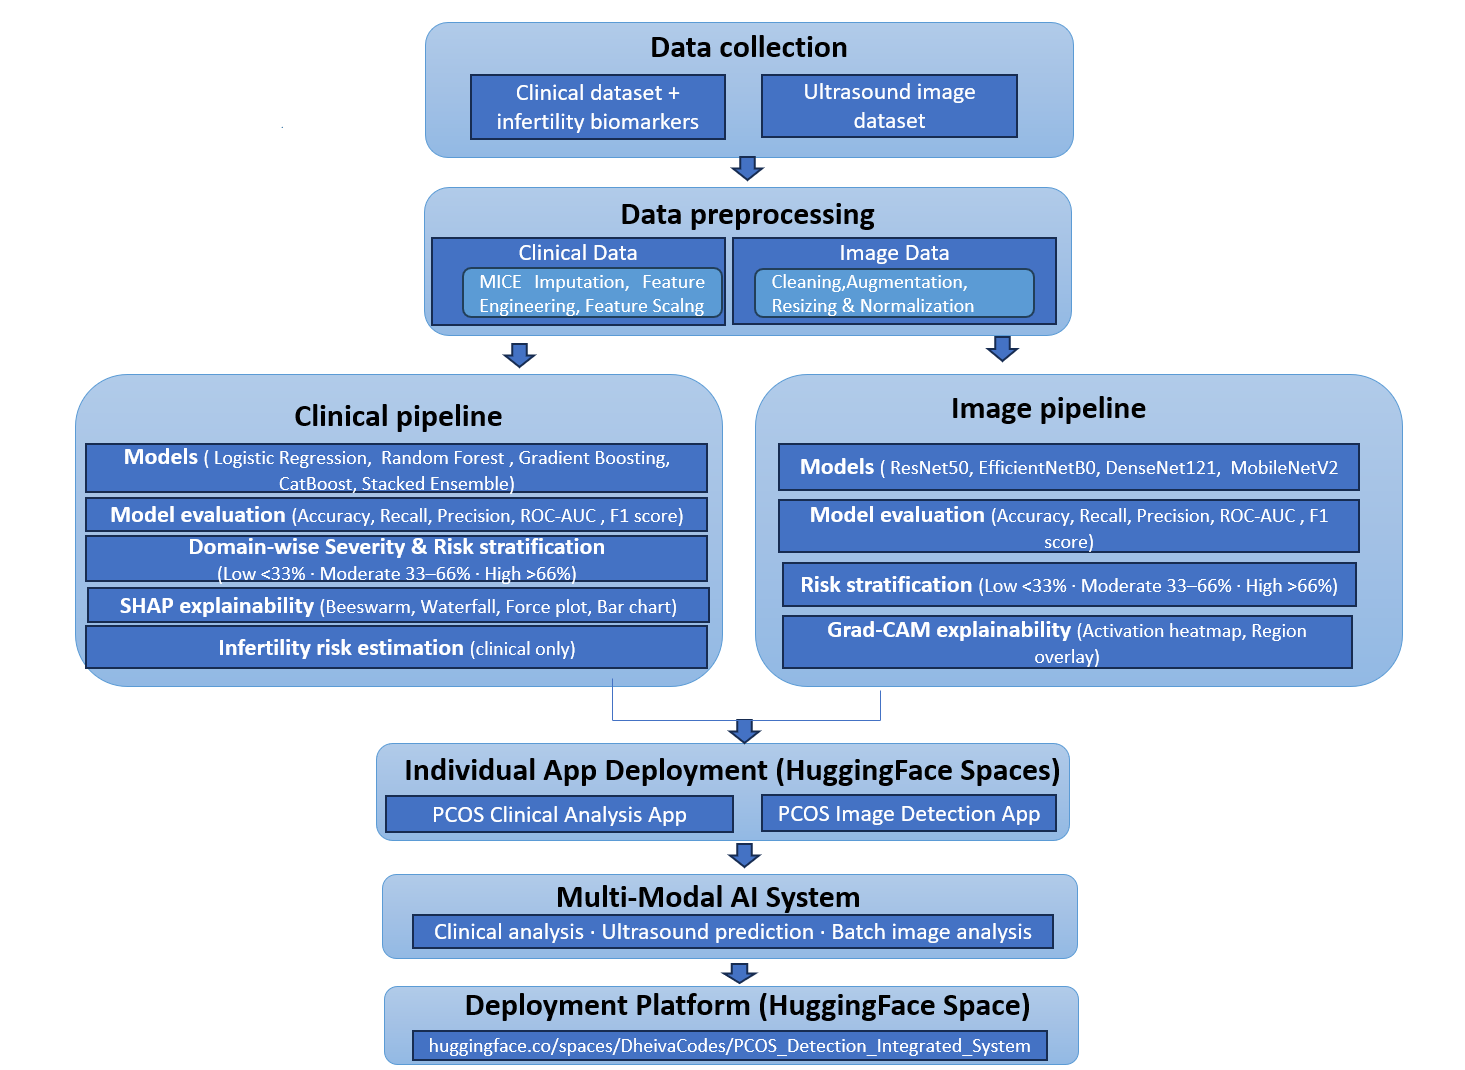 Data collection
Clinical dataset +
infertility biomarkers
Ultrasound image
dataset
Data preprocessing
Clinical Data
MICE Imputation, Feature
Engineering, Feature Scalng
Image Data
Cleaning,Augmentation,
Resizing & Normalization
Clinical pipeline
Models ( Logistic Regression, Random Forest , Gradient Boosting,
CatBoost, Stacked Ensemble)
Model evaluation (Accuracy, Recall, Precision, ROC-AUC , F1 score)
Domain-wise Severity & Risk stratification
(Low <33% · Moderate 33–66% · High >66%)
SHAP explainability (Beeswarm, Waterfall, Force plot, Bar chart)
Infertility risk estimation (clinical only)
Image pipeline
Models ( ResNet50, EfficientNetB0, DenseNet121, MobileNetV2
Model evaluation (Accuracy, Recall, Precision, ROC-AUC , F1
score)
Risk stratification (Low <33% · Moderate 33–66% · High >66%)
Grad-CAM explainability (Activation heatmap, Region
overlay)
Individual App Deployment (HuggingFace Spaces)
PCOS Clinical Analysis App
PCOS Image Detection App
Multi-Modal AI System
Clinical analysis · Ultrasound prediction · Batch image analysis
Deployment Platform (HuggingFace Space)
huggingface.co/spaces/DheivaCodes/PCOS_Detection_Integrated_System